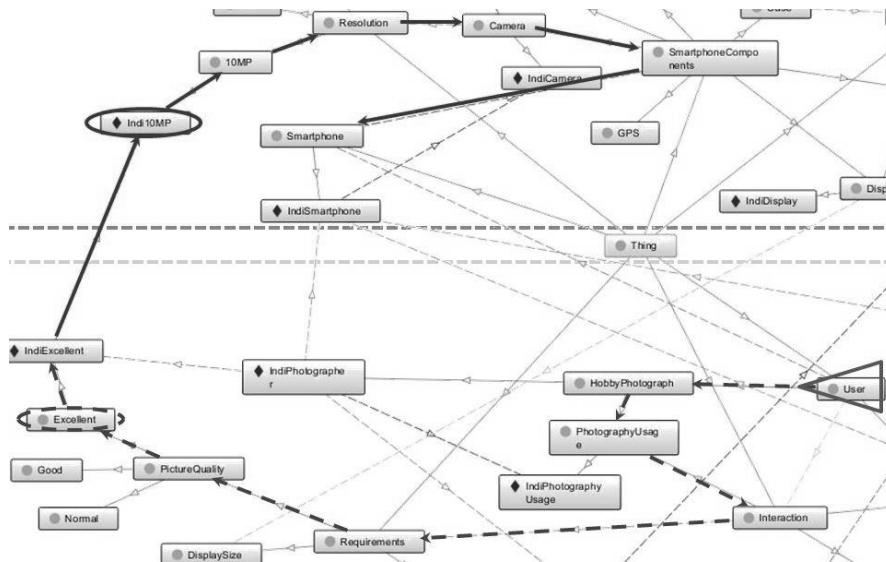 Resolution
Camera
10MP
SmartphoneCompo
nents
IndiCamera
Indi10MP
Smartphone
GPS
IndiDisplay
IndiSmartphone
Thing
IndiExcellent
IndiPhotographe
r
HobbyPhotograph
User
Excellent
PhotographyUsag
e
Good
PictureQuality
IndiPhotography
Usage
Normal
Interaction
Requirements
DisplaySize